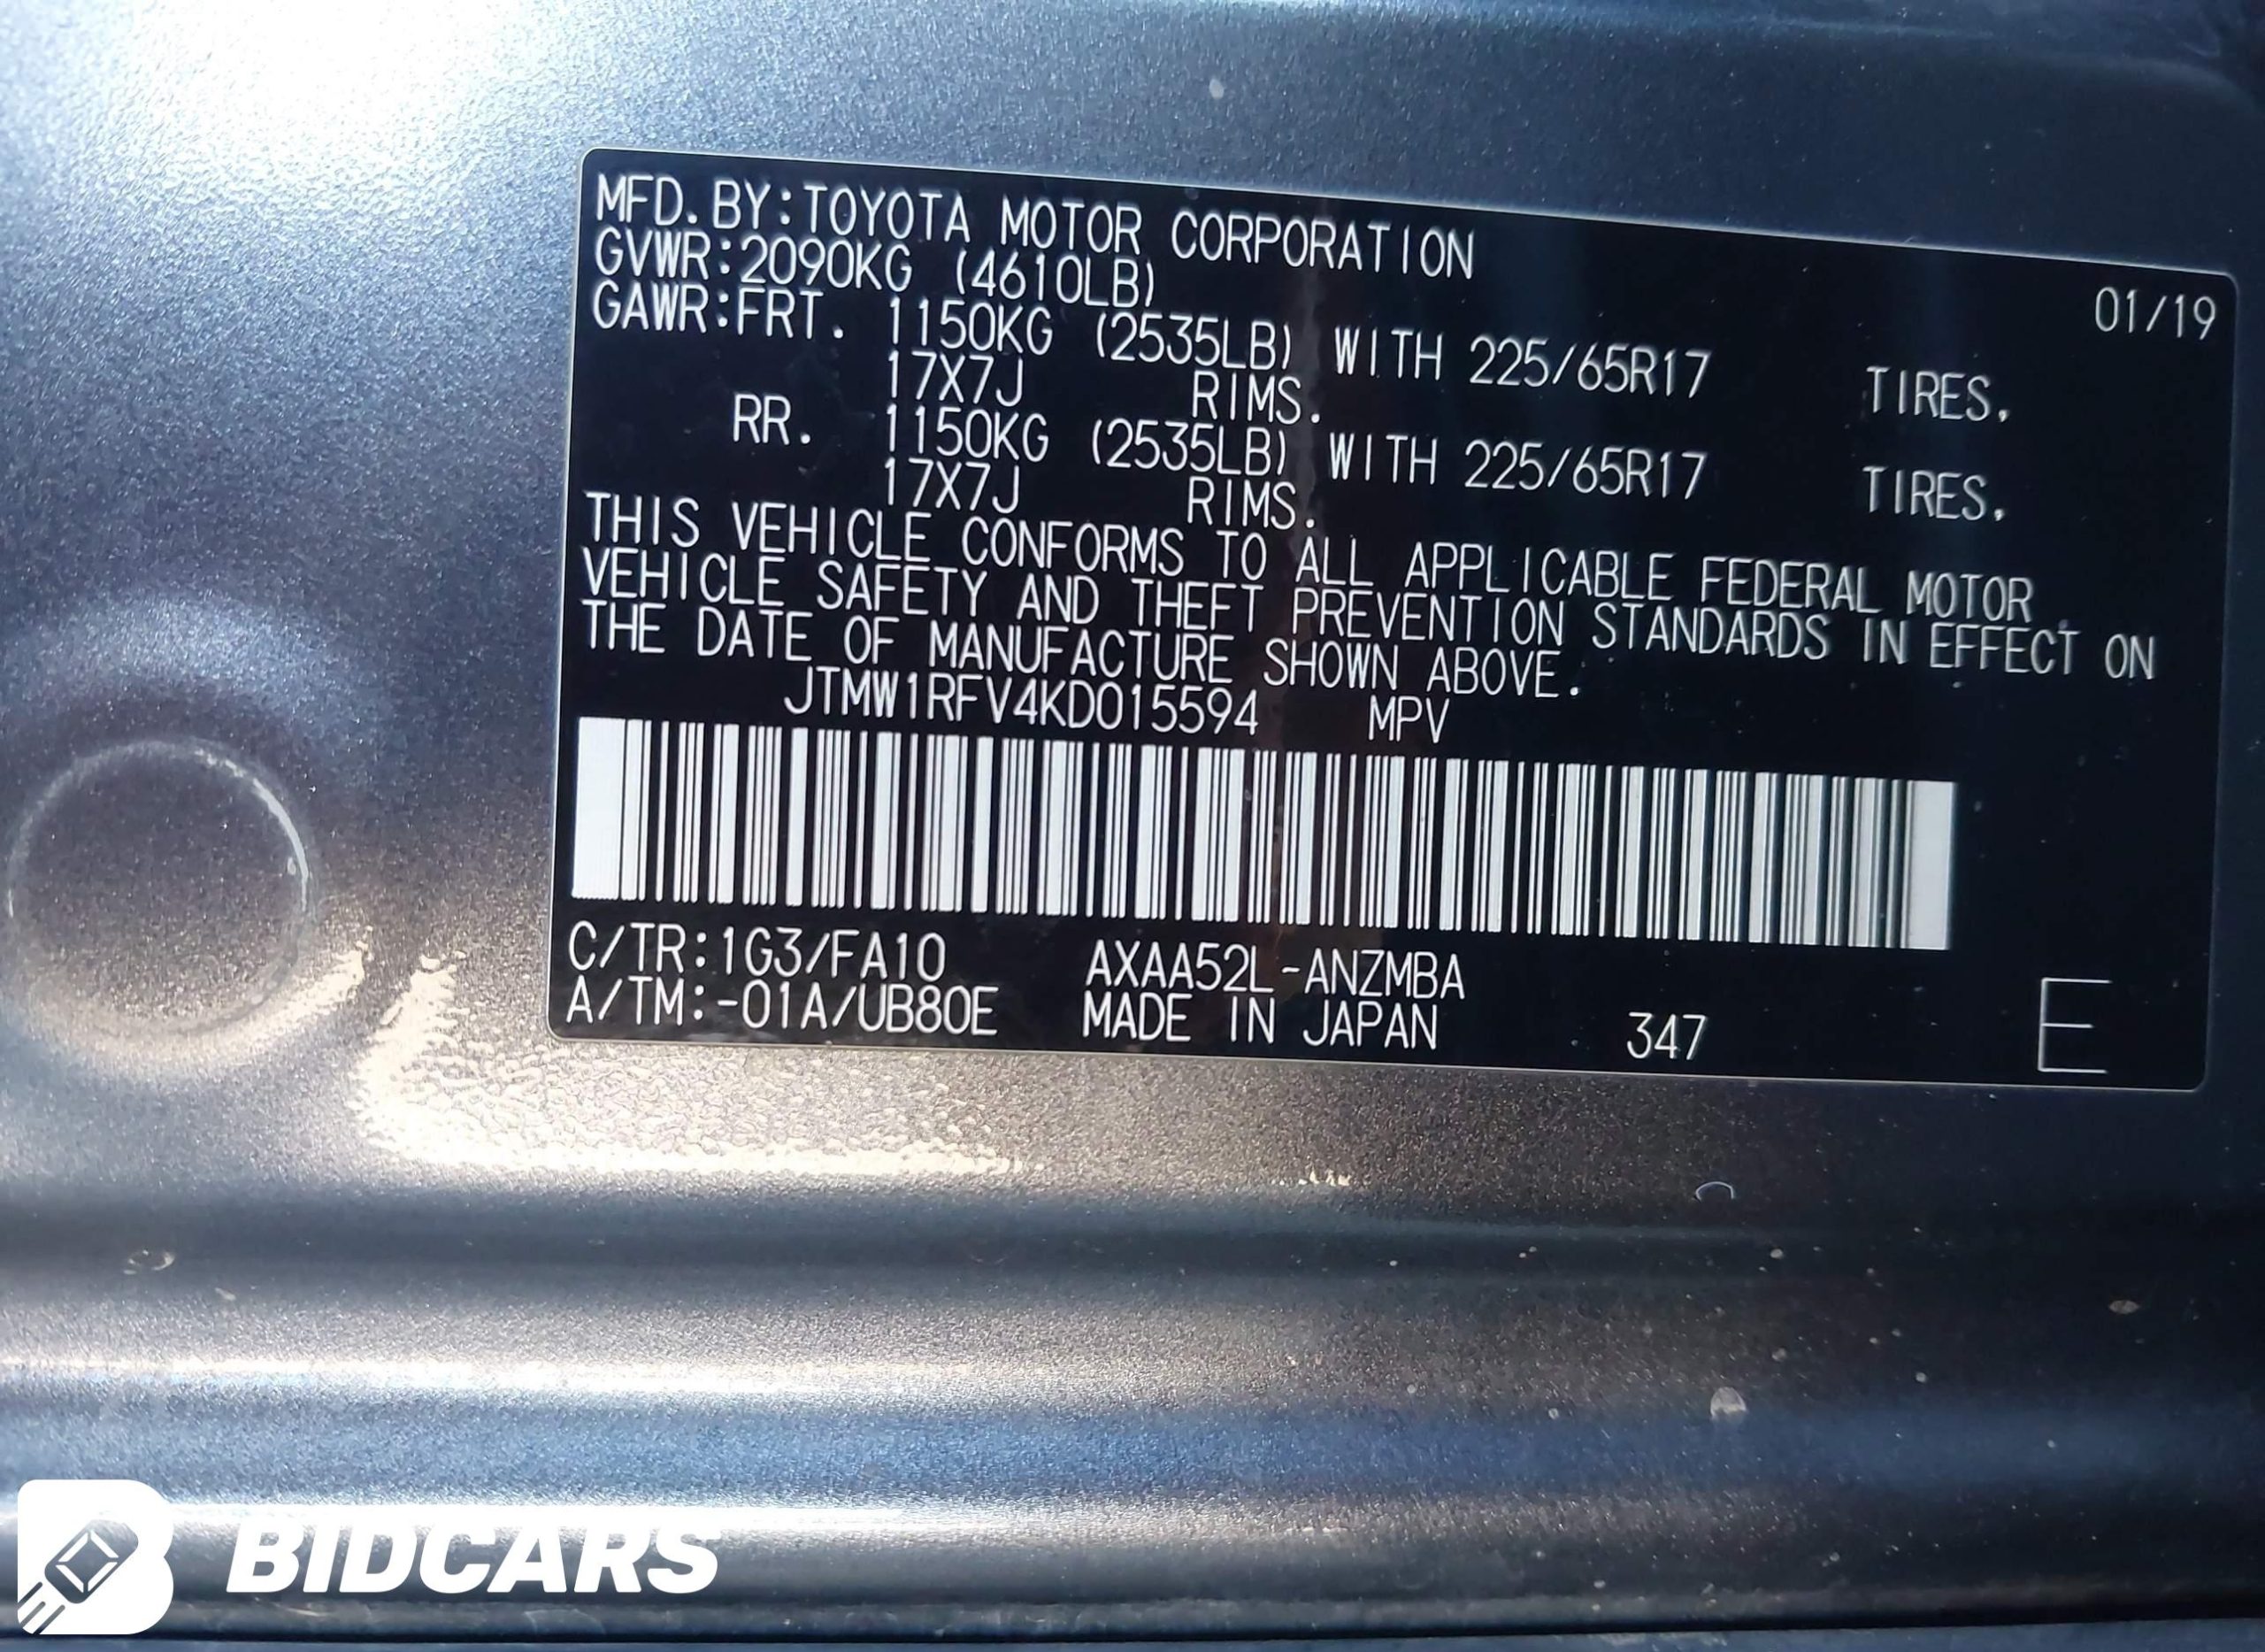 MFD.BY:TOYOTA MOTOR CORPORATION 01/19
GVWR:2090KG (4610LB)
GAWR:FRT. 1150KG (2535LB) WITH 225/65R17 TIRES,
17X7J RIMS.
RR. 1150KG (2535LB) WITH 225/65R17 TIRES,
17X7J RIMS.
THIS VEHICLE CONFORMS TO ALL APPLICABLE FEDERAL MOTOR
VEHICLE SAFETY AND THEFT PREVENTION STANDARDS IN EFFECT ON
THE DATE OF MANUFACTURE SHOWN ABOVE.
JTMW1RFV4KD015594 MPV
C/TR:1G3/FA10 AXAA52L-ANZMBA
A/TM:-01A/UB80E MADE IN JAPAN 347 E
BIDCARS